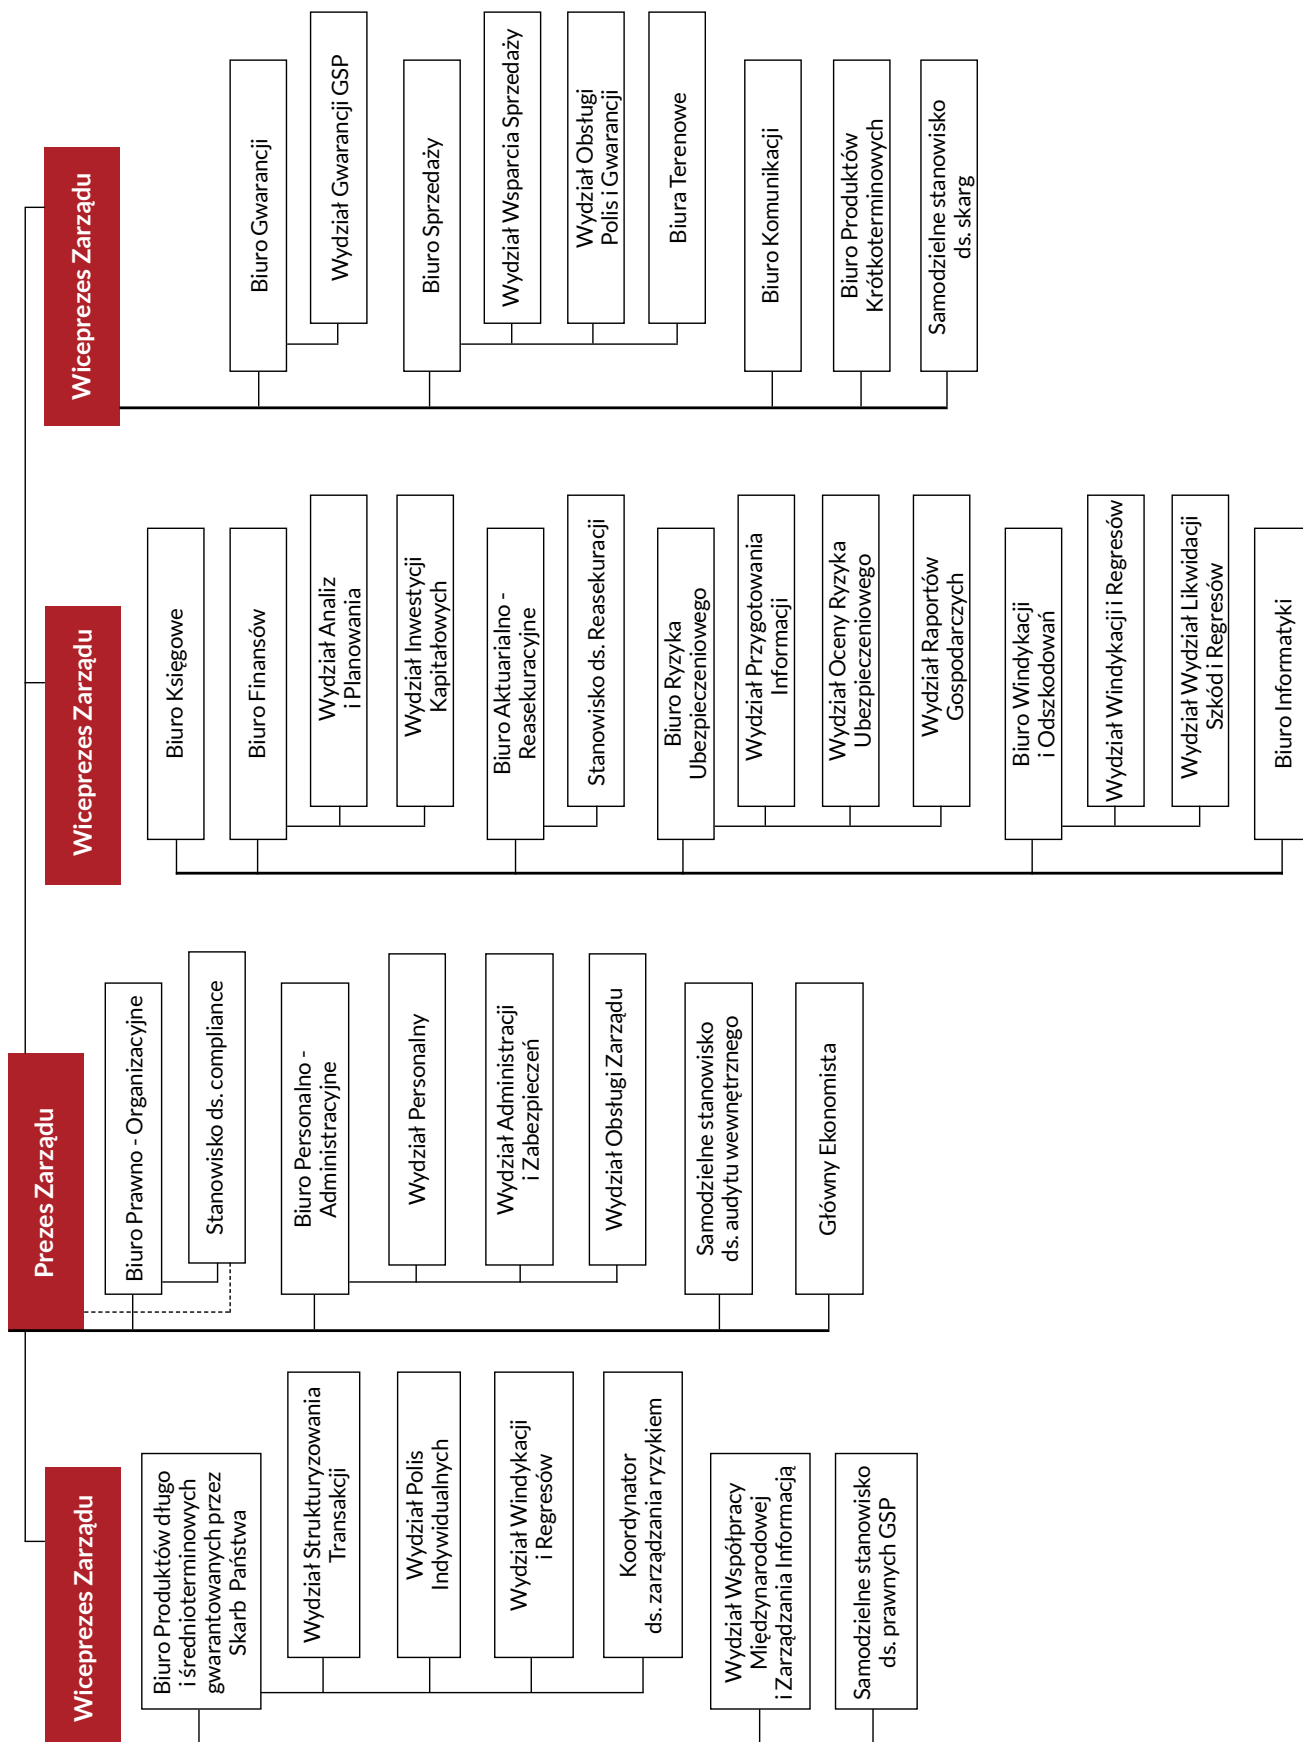 Wiceprezes Zarządu
Biuro Produktów długo
i średnioterminowych
gwarantowanych przez
Skarb Państwa
Wydział Strukturyzowania
Transakcji
Wydział Polis
Indywidualnych
Wydział Windykacji
i Regresów
Koordynator
ds. zarządzania ryzykiem
Wydział Współpracy
Międzynarodowej
i Zarządzania Informacją
Samodzielne stanowisko
ds. prawnych GSP
Prezes Zarządu
Biuro Prawno - Organizacyjne
Stanowisko ds. compliance
Biuro Personalno -
Administracyjne
Wydział Personalny
Wydział Administracji
i Zabezpieczeń
Wydział Obsługi Zarządu
Samodzielne stanowisko
ds. audytu wewnętrznego
Główny Ekonomista
Wiceprezes Zarządu
Biuro Księgowe
Biuro Finansów
Wydział Analiz
i Planowania
Wydział Inwestycji
Kapitałowych
Biuro Aktuarialno -
Reasekuracyjne
Stanowisko ds. Reasekuracji
Biuro Ryzyka
Ubezpieczeniowego
Wydział Przygotowania
Informacji
Wydział Oceny Ryzyka
Ubezpieczeniowego
Wydział Raportów
Gospodarczych
Biuro Windykacji
i Odszkodowań
Wydział Windykacji i Regresów
Wydział Wydział Likwidacji
Szkód i Regresów
Biuro Informatyki
Wiceprezes Zarządu
Biuro Gwarancji
Wydział Gwarancji GSP
Biuro Sprzedaży
Wydział Wsparcia Sprzedaży
Wydział Obsługi
Polis i Gwarancji
Biura Terenowe
Biuro Komunikacji
Biuro Produktów
Krótkoterminowych
Samodzielne stanowisko
ds. skarg